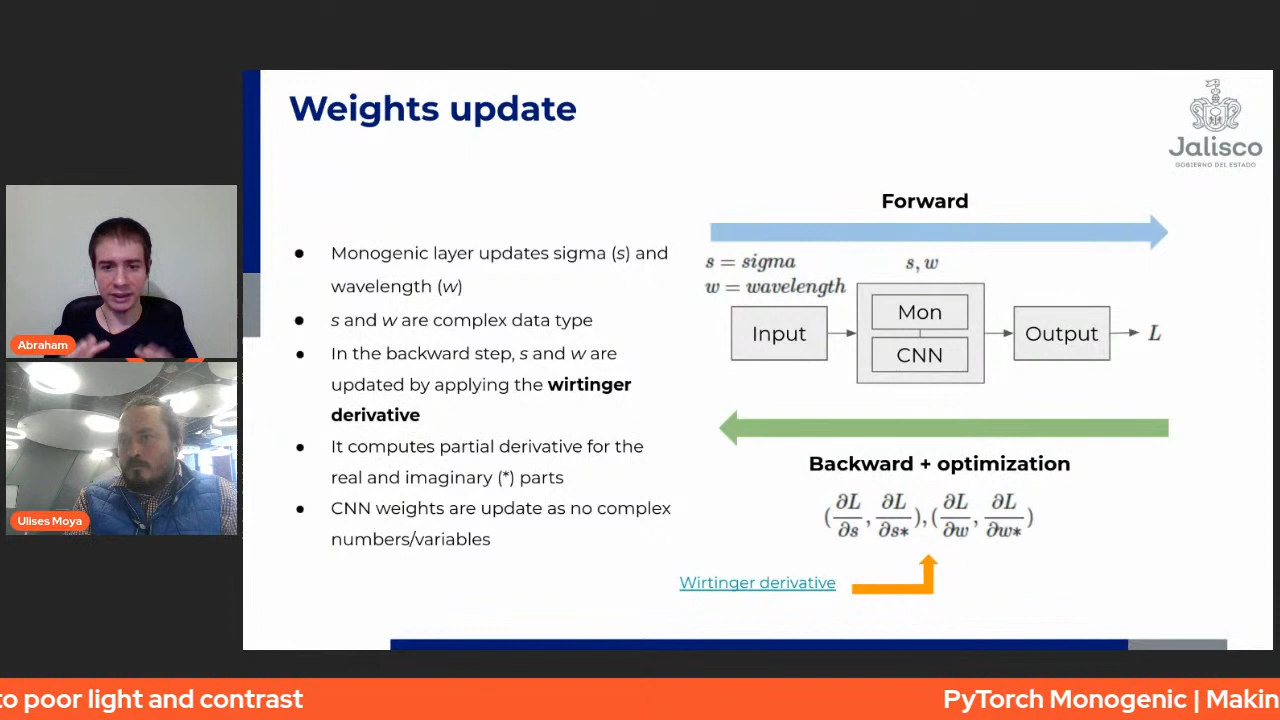 Weights update
Jalisco
GOBIERNO DEL ESTADO
● Monogenic layer updates sigma (s) and
wavelength (w)
● s and w are complex data type
● In the backward step, s and w are
updated by applying the wirtinger
derivative
● It computes partial derivative for the
real and imaginary (*) parts
● CNN weights are update as no complex
numbers/variables
Forward
s = sigma
w = wavelength
s, w
Input
Mon
CNN
Output
L
Backward + optimization
(∂L/∂s, ∂L/∂s*), (∂L/∂w, ∂L/∂w*)
Wirtinger derivative
Abraham
Ulises Moya
to poor light and contrast
PyTorch Monogenic | Makin